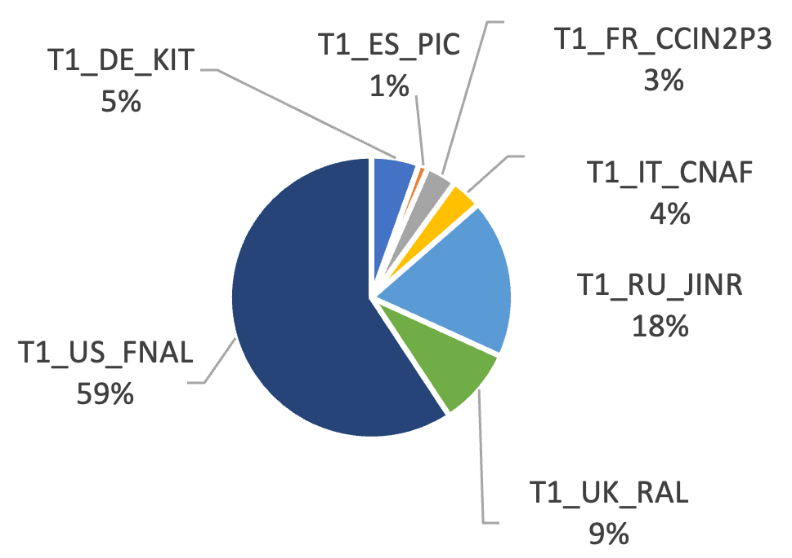 T1_DE_KIT
5%
T1_ES_PIC
1%
T1_FR_CCIN2P3
3%
T1_IT_CNAF
4%
T1_RU_JINR
18%
T1_UK_RAL
9%
T1_US_FNAL
59%